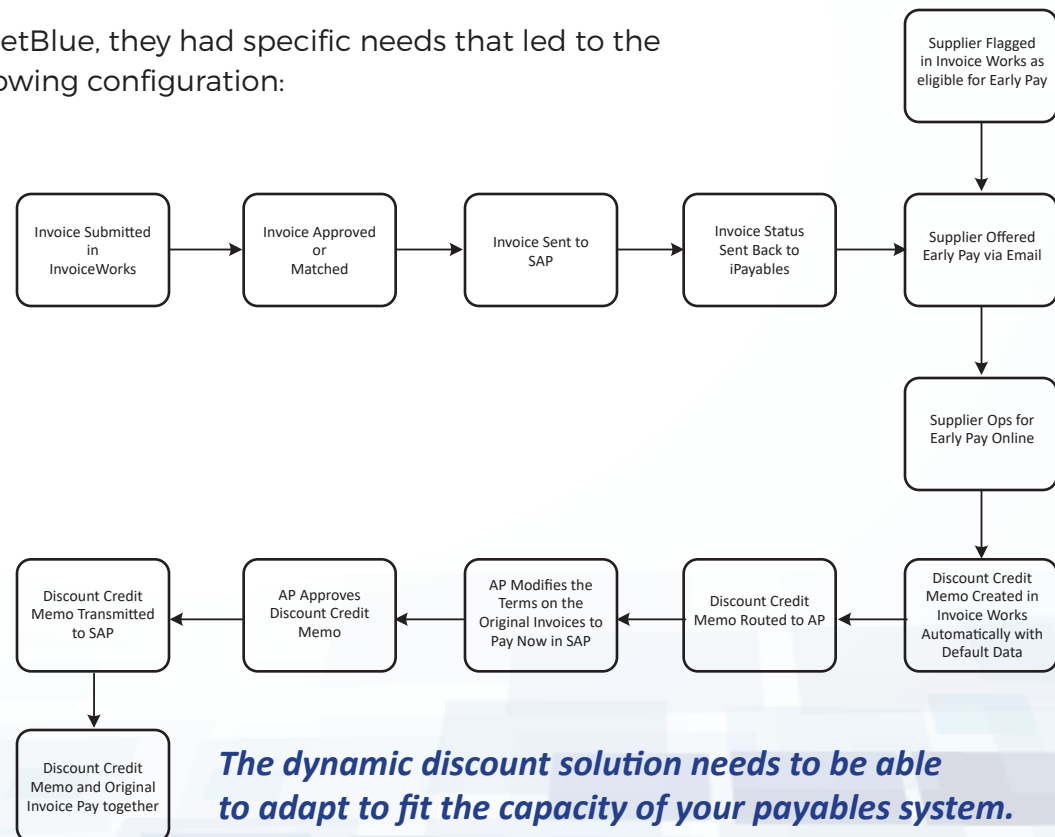 etBlue, they had specific needs that led to the
owing configuration:
Supplier Flagged
in Invoice Works as
eligible for Early Pay
Invoice Submitted
in
InvoiceWorks
Invoice Approved
or
Matched
Invoice Sent to
SAP
Invoice Status
Sent Back to
iPayables
Supplier Offered
Early Pay via Email
Supplier Ops for
Early Pay Online
Discount Credit
Memo Created in
Invoice Works
Automatically with
Default Data
Discount Credit
Memo Routed to AP
AP Modifies the
Terms on the
Original Invoices to
Pay Now in SAP
AP Approves
Discount Credit
Memo
Discount Credit
Memo Transmitted
to SAP
Discount Credit
Memo and Original
Invoice Pay together
The dynamic discount solution needs to be able
to adapt to fit the capacity of your payables system.